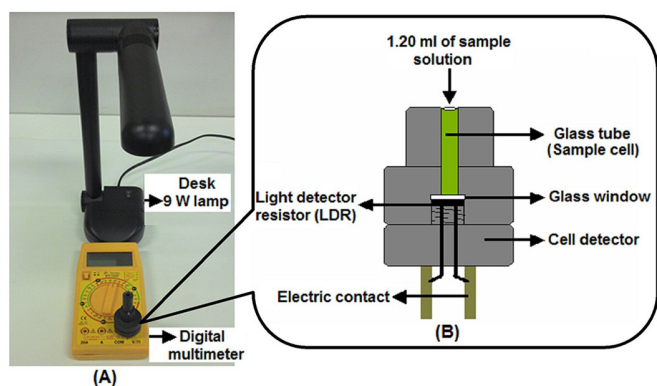 1.20 ml of sample
solution
Glass tube
(Sample cell)
Desk
9 W lamp
Light detector
resistor (LDR)
Glass window
Cell detector
Electric contact
Digital
multimeter
(A)
(B)